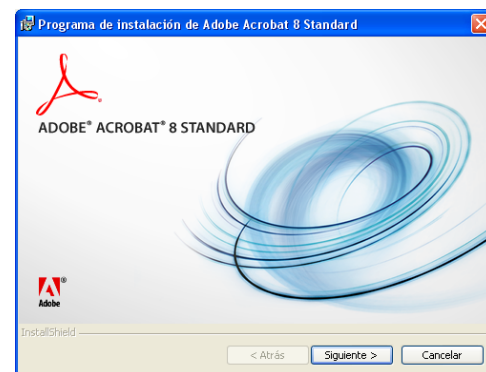 Programa de instalación de Adobe Acrobat 8 Standard
ADOBE® ACROBAT® 8 STANDARD
Adobe
InstallShield
< Atrás
Siguiente >
Cancelar